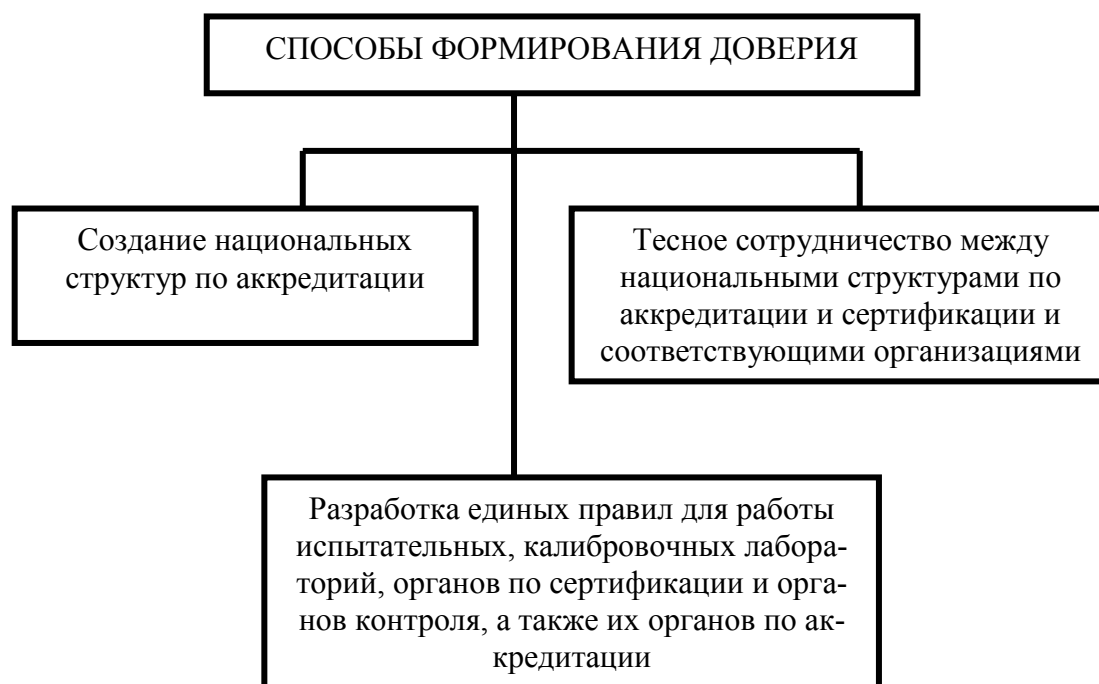 СПОСОБЫ ФОРМИРОВАНИЯ ДОВЕРИЯ
Создание национальных
структур по аккредитации
Тесное сотрудничество между
национальными структурами по
аккредитации и сертификации и
соответствующими организациями
Разработка единых правил для работы
испытательных, калибровочных лабора-
торий, органов по сертификации и орга-
нов контроля, а также их органов по ак-
кредитации